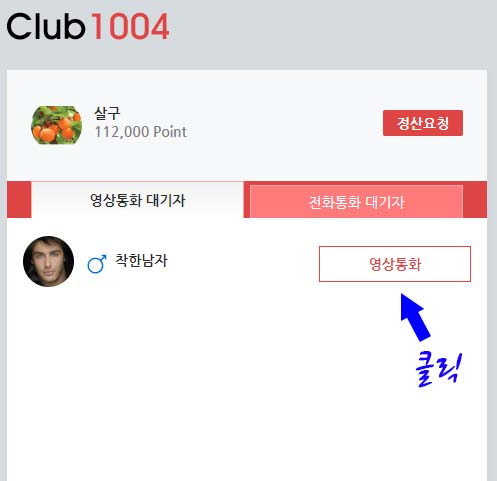 Club1004
살구
112,000 Point
정산요청
영상통화 대기자
전화통화 대기자
착한남자
영상통화
클릭